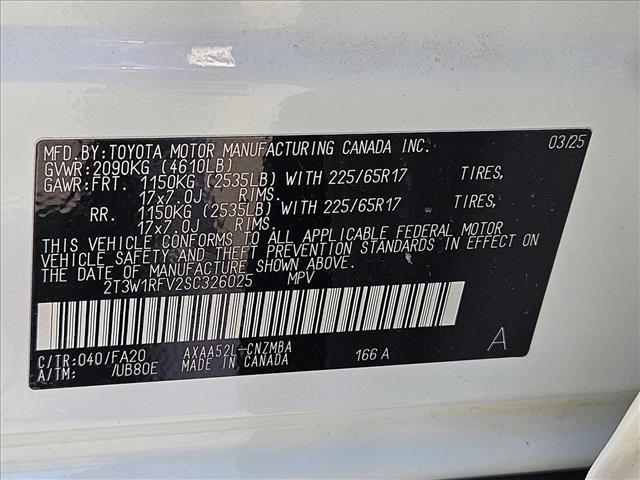 MFD.BY:TOYOTA MOTOR MANUFACTURING CANADA INC. 03/25
GVWR:2090KG (4610LB)
GAWR:FRT. 1150KG (2535LB) WITH 225/65R17 TIRES,
17x7.0J RIMS.
RR. 1150KG (2535LB) WITH 225/65R17 TIRES,
17x7.0J RIMS.
THIS VEHICLE CONFORMS TO ALL APPLICABLE FEDERAL MOTOR
VEHICLE SAFETY AND THEFT PREVENTION STANDARDS IN EFFECT ON
THE DATE OF MANUFACTURE SHOWN ABOVE.
2T3W1RFV2SC326025 MPV
C/TR:040/FA20 AXAA52L-CNZMBA 166 A A
A/TM: /UB80E MADE IN CANADA